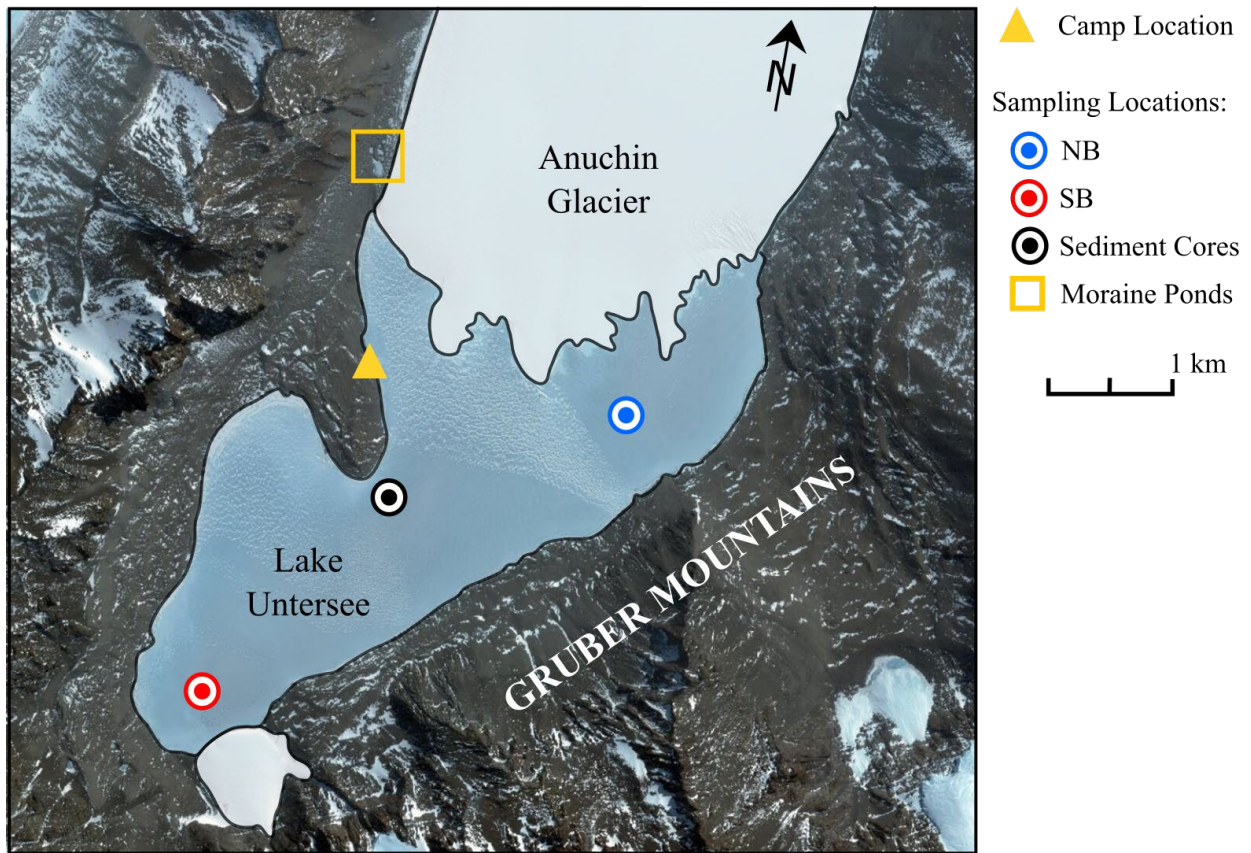 N
Anuchin
Glacier
Lake
Untersee
GRUBER MOUNTAINS
Camp Location
Sampling Locations:
NB
SB
Sediment Cores
Moraine Ponds
1 km